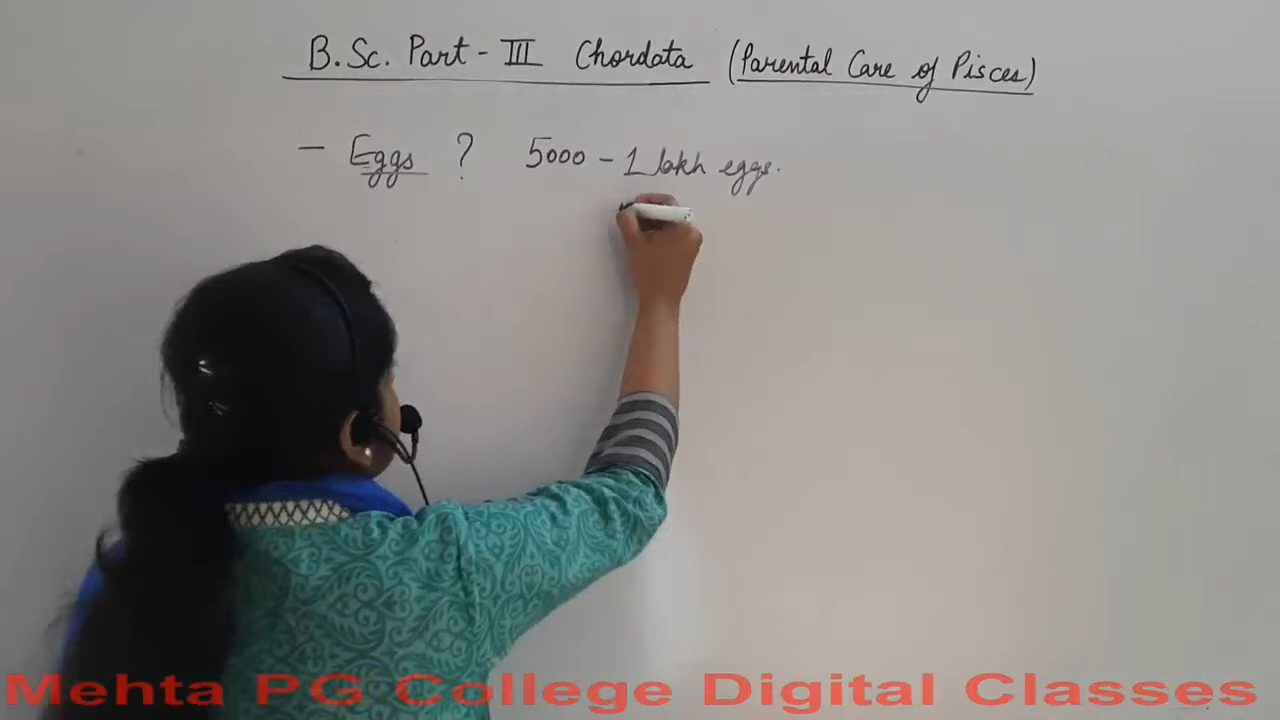 B.Sc. Part - III Chordata (Parental Care of Pisces)
— Eggs ? 5000 - 1 lakh eggs.
Mehta PG College Digital Classes